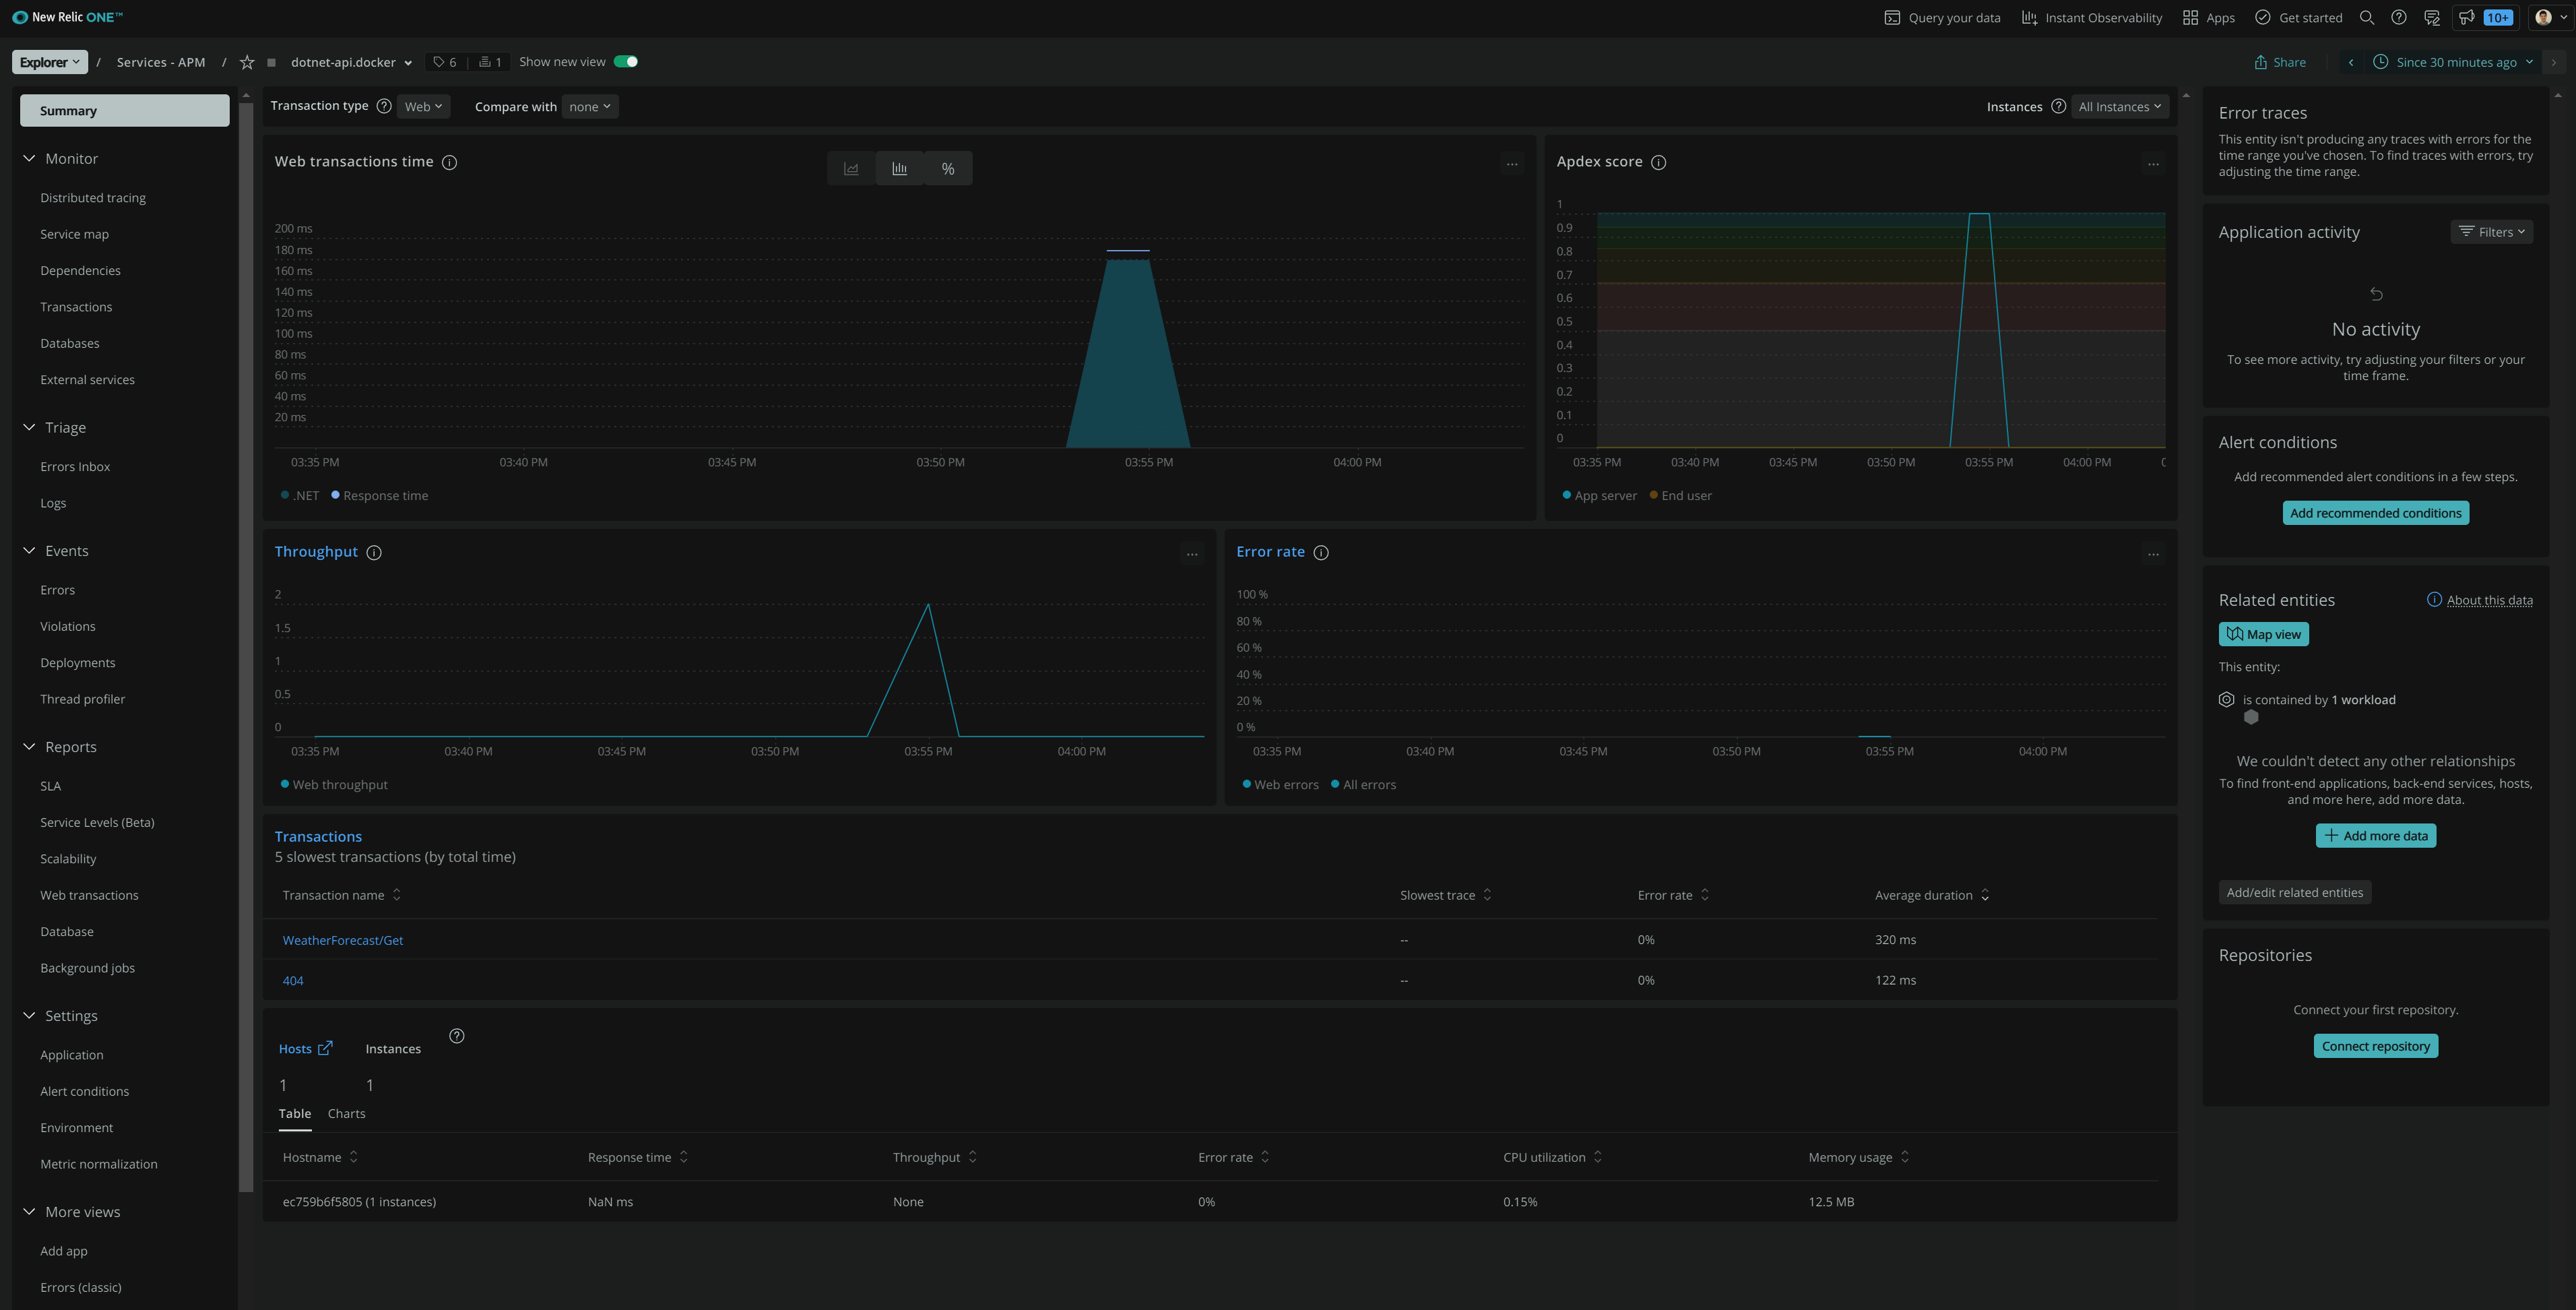 New Relic ONE™
Query your data
Instant Observability
Apps
Get started
10+
Explorer / Services - APM / dotnet-api.docker 6 1 Show new view
Share
Since 30 minutes ago
Summary
Monitor
Distributed tracing
Service map
Dependencies
Transactions
Databases
External services
Triage
Errors Inbox
Logs
Events
Errors
Violations
Deployments
Thread profiler
Reports
SLA
Service Levels (Beta)
Scalability
Web transactions
Database
Background jobs
Settings
Application
Alert conditions
Environment
Metric normalization
More views
Add app
Errors (classic)
Transaction type Web Compare with none
Instances All Instances
Web transactions time
%
200 ms
180 ms
160 ms
140 ms
120 ms
100 ms
80 ms
60 ms
40 ms
20 ms
03:35 PM 03:40 PM 03:45 PM 03:50 PM 03:55 PM 04:00 PM
.NET Response time
Apdex score
1
0.9
0.8
0.7
0.6
0.5
0.4
0.3
0.2
0.1
0
03:35 PM 03:40 PM 03:45 PM 03:50 PM 03:55 PM 04:00 PM
App server End user
Throughput
2
1.5
1
0.5
0
03:35 PM 03:40 PM 03:45 PM 03:50 PM 03:55 PM 04:00 PM
Web throughput
Error rate
100 %
80 %
60 %
40 %
20 %
0 %
03:35 PM 03:40 PM 03:45 PM 03:50 PM 03:55 PM 04:00 PM
Web errors All errors
Transactions
5 slowest transactions (by total time)
Transaction name Slowest trace Error rate Average duration
WeatherForecast/Get -- 0% 320 ms
404 -- 0% 122 ms
Hosts Instances
1 1
Table Charts
Hostname Response time Throughput Error rate CPU utilization Memory usage
ec759b6f5805 (1 instances) NaN ms None 0% 0.15% 12.5 MB
Error traces
This entity isn't producing any traces with errors for the
time range you've chosen. To find traces with errors, try
adjusting the time range.
Application activity
Filters
No activity
To see more activity, try adjusting your filters or your
time frame.
Alert conditions
Add recommended alert conditions in a few steps.
Add recommended conditions
Related entities
About this data
Map view
This entity:
is contained by 1 workload
We couldn't detect any other relationships
To find front-end applications, back-end services, hosts,
and more here, add more data.
Add more data
Add/edit related entities
Repositories
Connect your first repository.
Connect repository